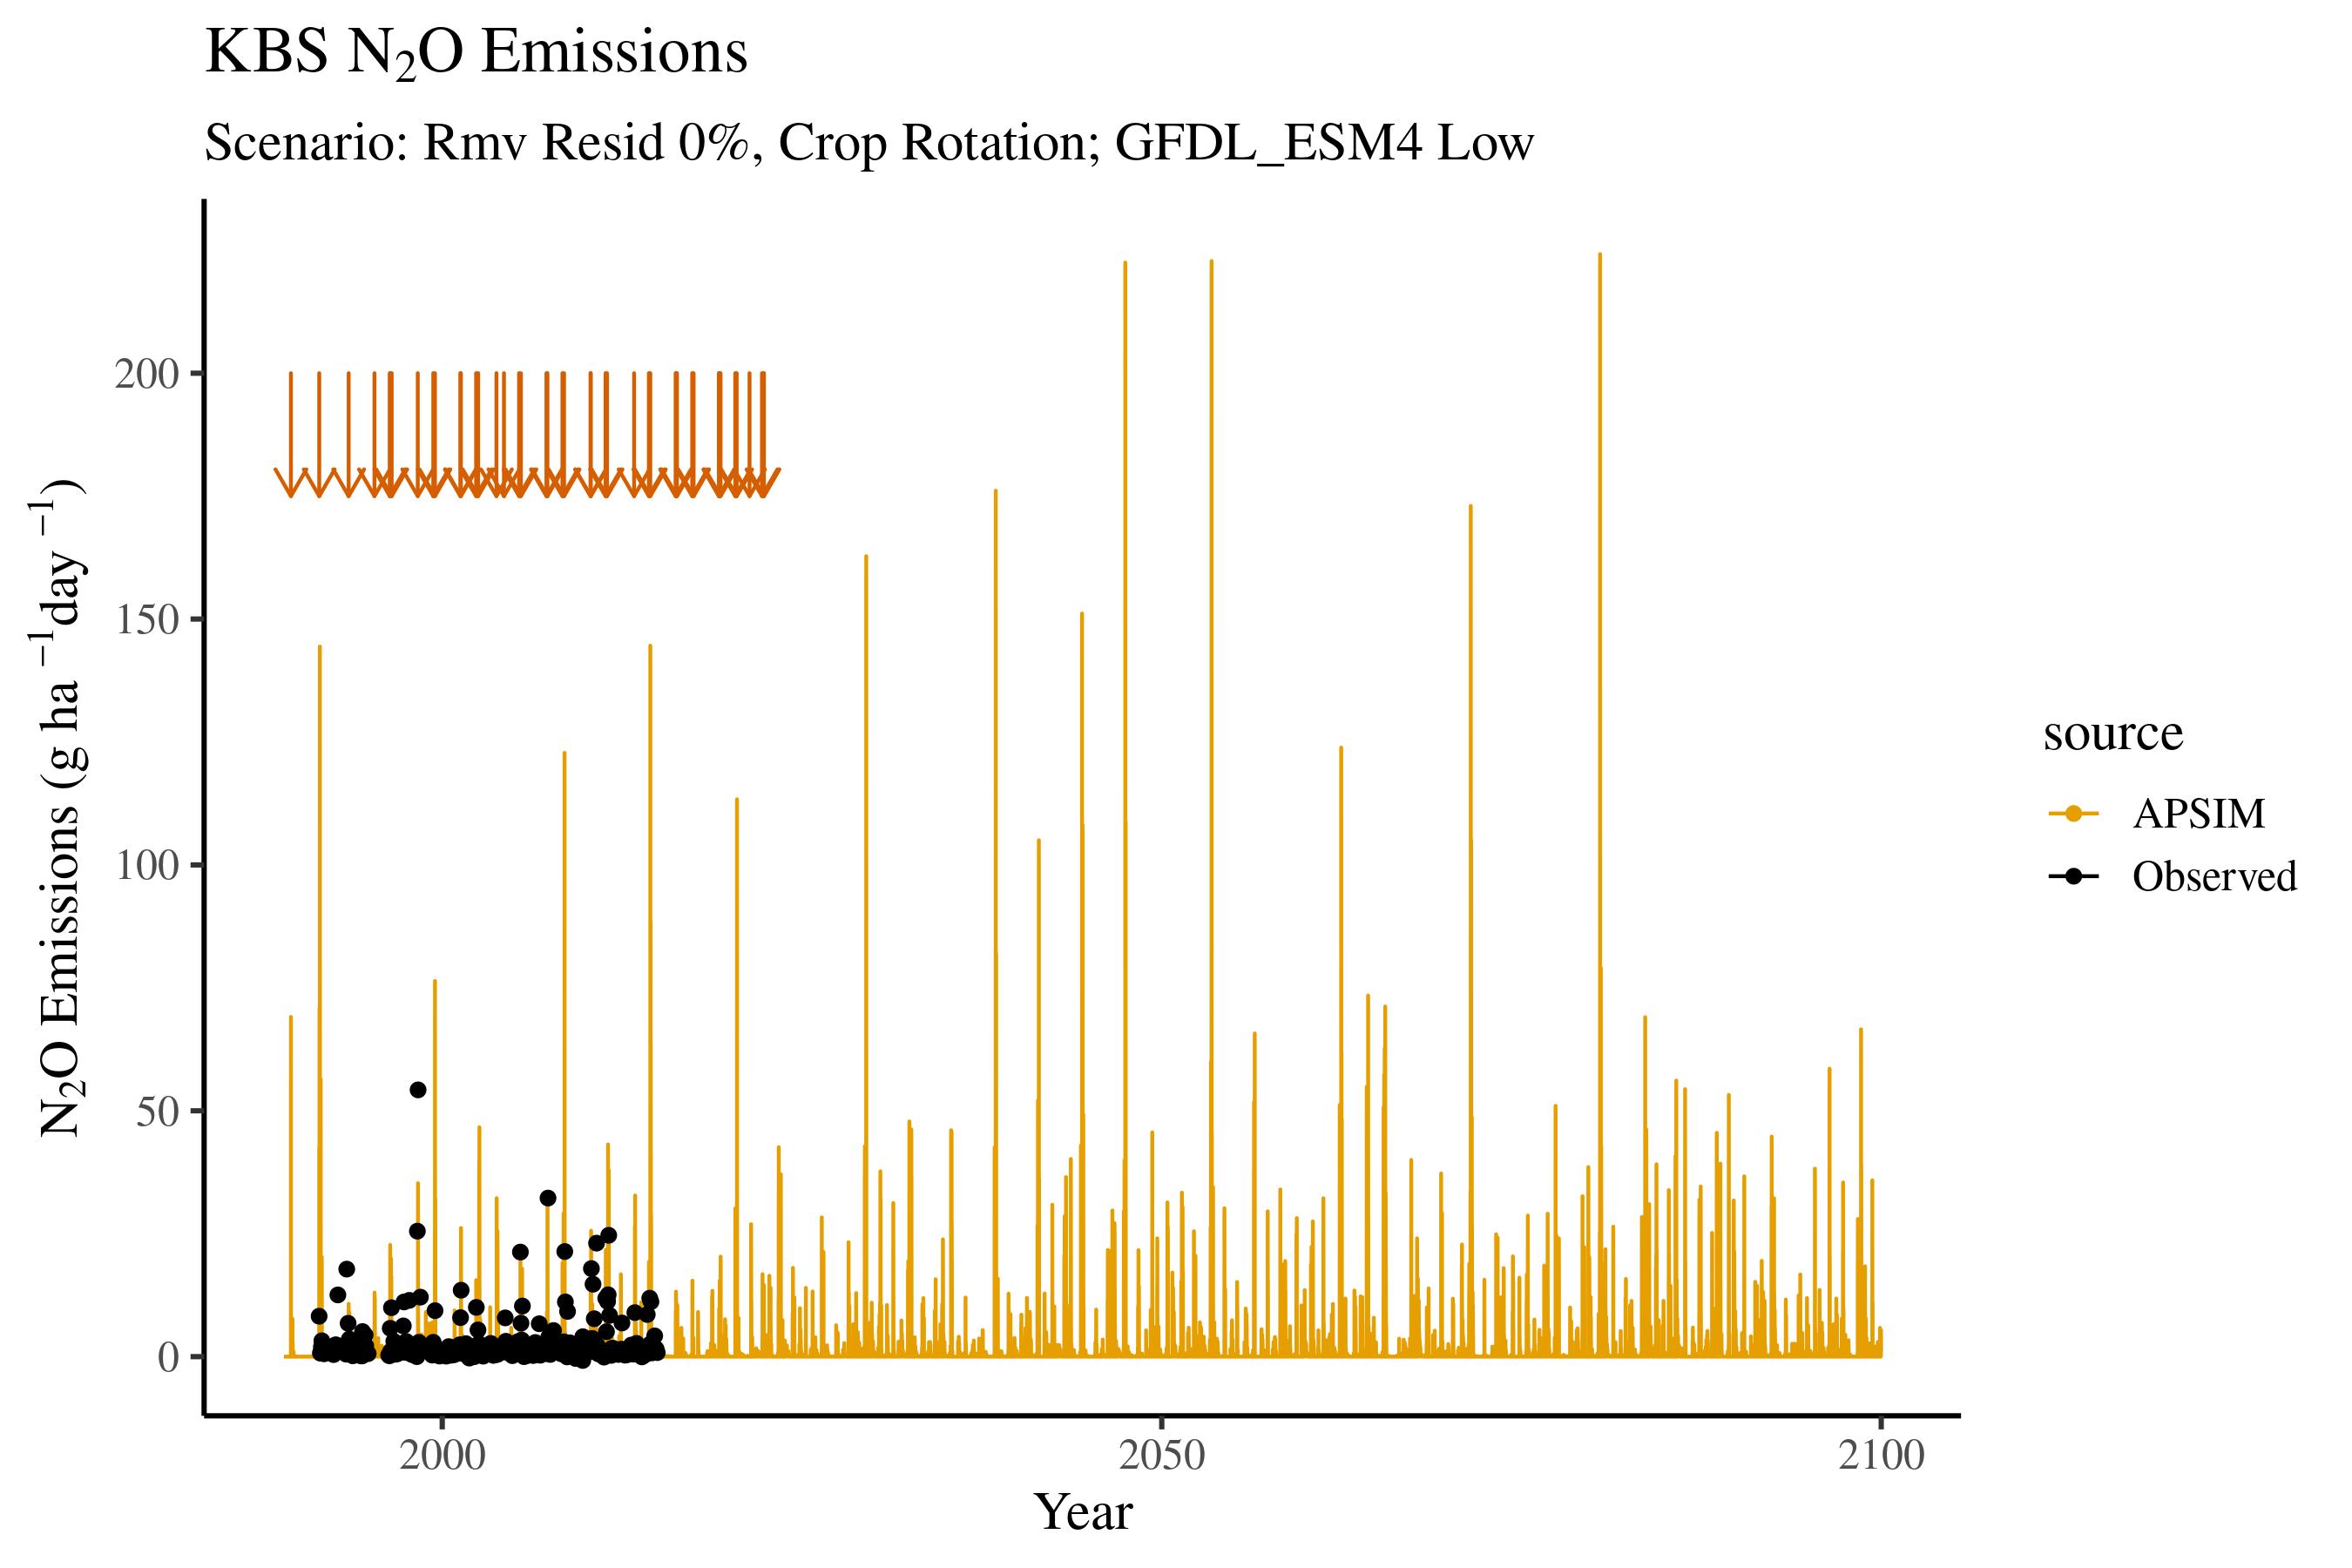 KBS N₂O Emissions
Scenario: Rmv Resid 0%, Crop Rotation; GFDL_ESM4 Low
N₂O Emissions (g ha⁻¹day⁻¹)
200
150
100
50
0
2000 2050 2100
Year
source
APSIM
Observed